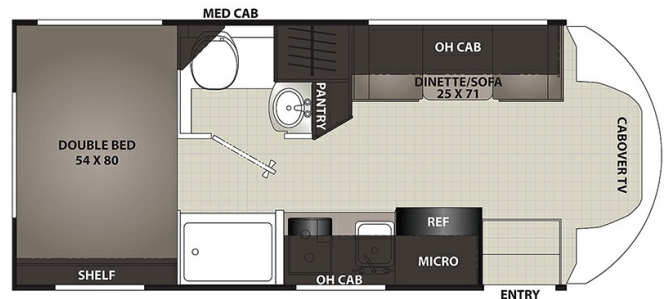 MED CAB
OH CAB
DINETTE/SOFA
25 X 71
PANTRY
CABOVER TV
DOUBLE BED
54 X 80
REF
MICRO
SHELF
OH CAB
ENTRY